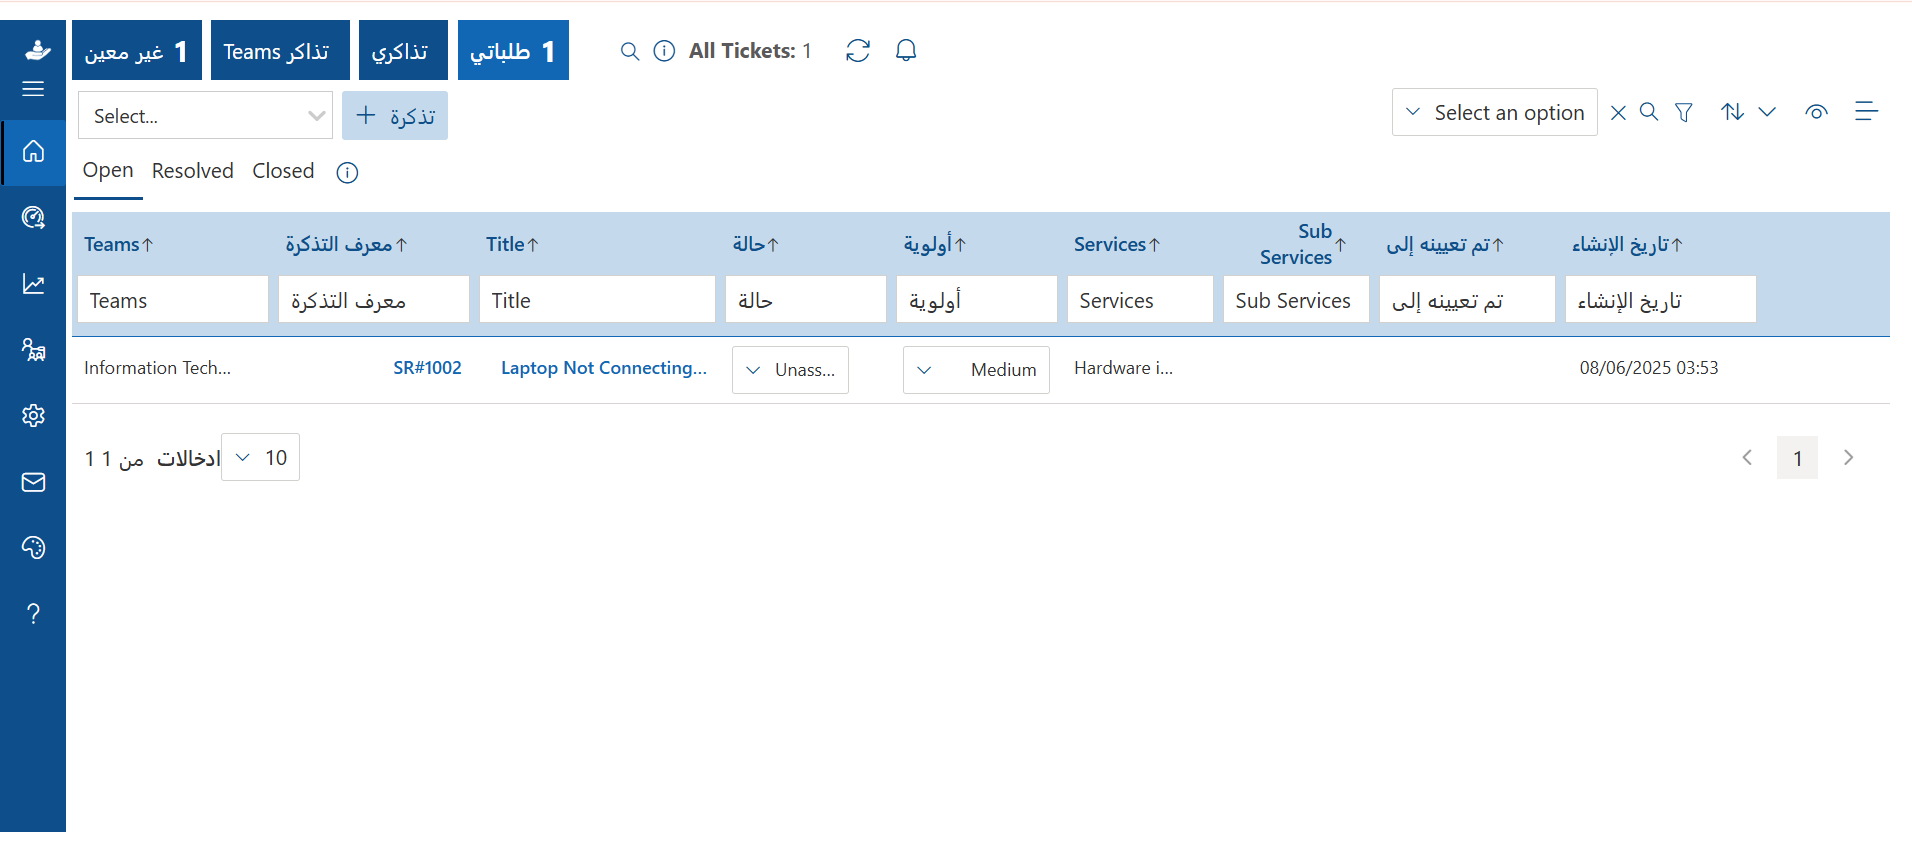 1 غير معين
تذاكر Teams
تذاكري
1 طلباتي
All Tickets: 1
Select...
+ تذكرة
Select an option
Open
Resolved
Closed
Teams↑
معرف التذكرة↑
Title↑
حالة↑
أولوية↑
Services↑
Sub Services↑
تم تعيينه إلى↑
تاريخ الإنشاء↑
Teams
معرف التذكرة
Title
حالة
أولوية
Services
Sub Services
تم تعيينه إلى
تاريخ الإنشاء
Information Tech...
SR#1002
Laptop Not Connecting...
Unass...
Medium
Hardware i...
08/06/2025 03:53
1 من 1 ادخالات
10
1